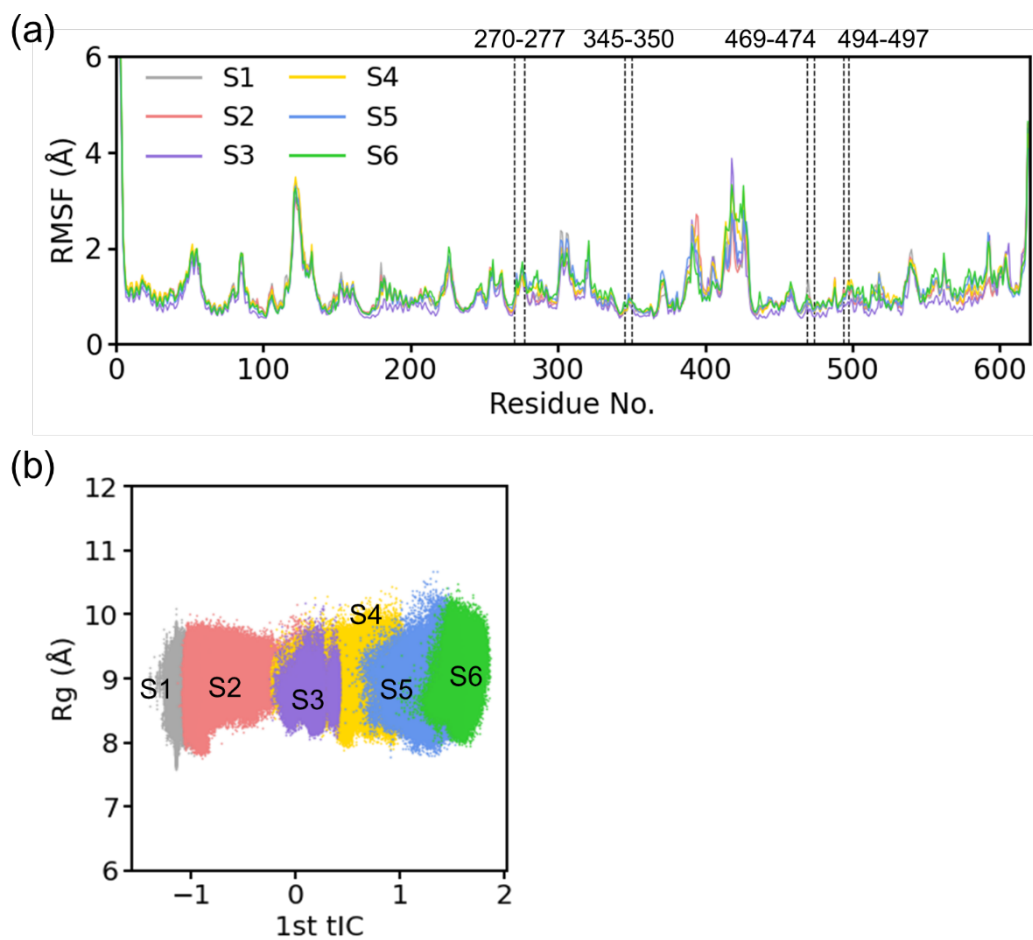 (a)
270-277 345-350 469-474 494-497
6
S1 S4
S2 S5
4
S3 S6
RMSF (Å)
2
0
0 100 200 300 400 500 600
Residue No.
(b)
12
11
10
S4
9
S1 S2 S3 S5 S6
Rg (Å)
8
7
6
−1 0 1 2
1st tIC